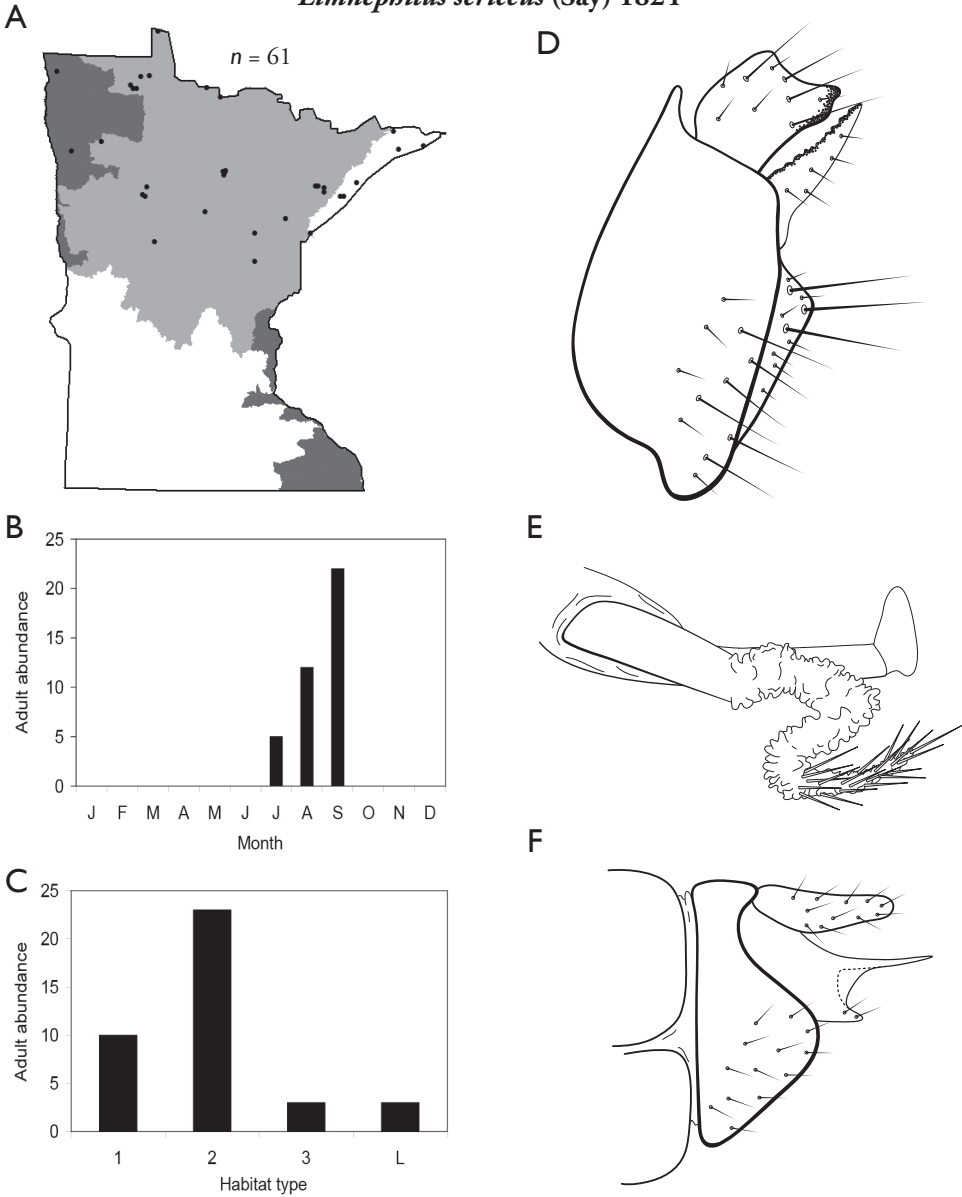 Limnephilus sericeus (Say) 1824
A
n = 61
D
B
25
20
15
10
5
0
Adult abundance
J F M A M J J A S O N D
Month
E
C
25
20
15
10
5
0
Adult abundance
1 2 3 L
Habitat type
F